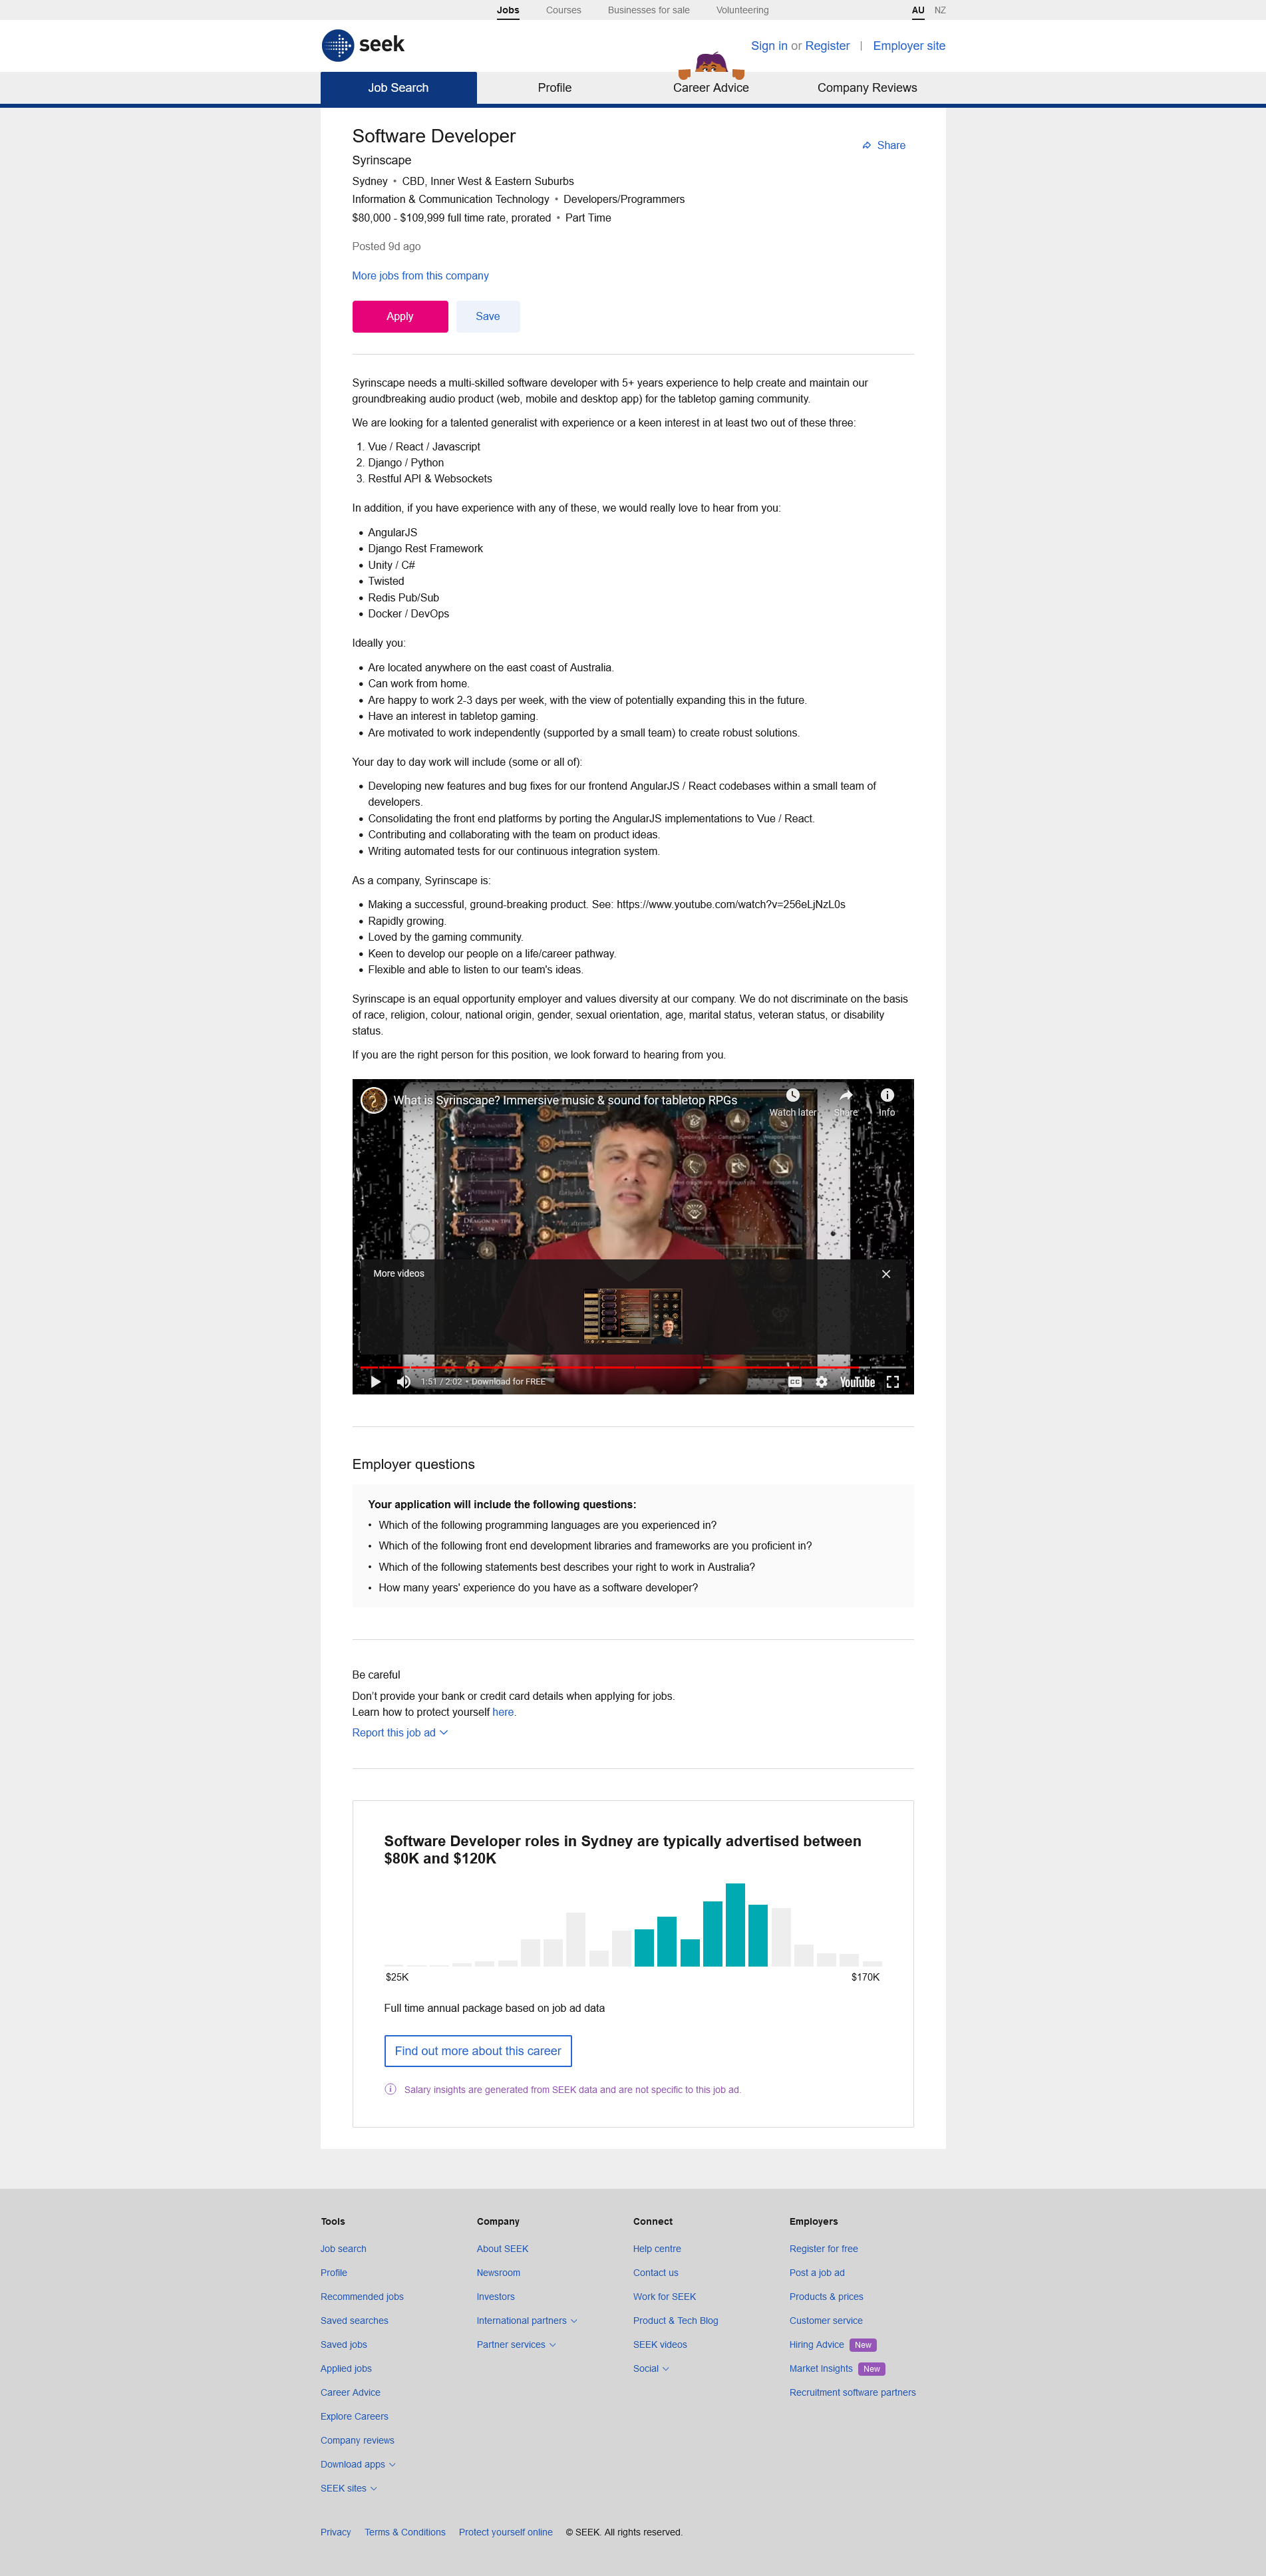 Jobs Courses Businesses for sale Volunteering AU NZ
seek
Sign in or Register | Employer site
Job Search Profile Career Advice Company Reviews
Software Developer
Share
Syrinscape
Sydney • CBD, Inner West & Eastern Suburbs
Information & Communication Technology • Developers/Programmers
$80,000 - $109,999 full time rate, prorated • Part Time
Posted 9d ago
More jobs from this company
Apply Save
Syrinscape needs a multi-skilled software developer with 5+ years experience to help create and maintain our
groundbreaking audio product (web, mobile and desktop app) for the tabletop gaming community.
We are looking for a talented generalist with experience or a keen interest in at least two out of these three:
1. Vue / React / Javascript
2. Django / Python
3. Restful API & Websockets
In addition, if you have experience with any of these, we would really love to hear from you:
• AngularJS
• Django Rest Framework
• Unity / C#
• Twisted
• Redis Pub/Sub
• Docker / DevOps
Ideally you:
• Are located anywhere on the east coast of Australia.
• Can work from home.
• Are happy to work 2-3 days per week, with the view of potentially expanding this in the future.
• Have an interest in tabletop gaming.
• Are motivated to work independently (supported by a small team) to create robust solutions.
Your day to day work will include (some or all of):
• Developing new features and bug fixes for our frontend AngularJS / React codebases within a small team of
developers.
• Consolidating the front end platforms by porting the AngularJS implementations to Vue / React.
• Contributing and collaborating with the team on product ideas.
• Writing automated tests for our continuous integration system.
As a company, Syrinscape is:
• Making a successful, ground-breaking product. See: https://www.youtube.com/watch?v=256eLjNzL0s
• Rapidly growing.
• Loved by the gaming community.
• Keen to develop our people on a life/career pathway.
• Flexible and able to listen to our team's ideas.
Syrinscape is an equal opportunity employer and values diversity at our company. We do not discriminate on the basis
of race, religion, colour, national origin, gender, sexual orientation, age, marital status, veteran status, or disability
status.
If you are the right person for this position, we look forward to hearing from you.
What is Syrinscape? Immersive music & sound for tabletop RPGs
Watch later Share Info
DRAGON IN THE
More videos
1:51 / 2:02 • Download for FREE
CC YouTube
Employer questions
Your application will include the following questions:
• Which of the following programming languages are you experienced in?
• Which of the following front end development libraries and frameworks are you proficient in?
• Which of the following statements best describes your right to work in Australia?
• How many years' experience do you have as a software developer?
Be careful
Don't provide your bank or credit card details when applying for jobs.
Learn how to protect yourself here.
Report this job ad
Software Developer roles in Sydney are typically advertised between
$80K and $120K
$25K $170K
Full time annual package based on job ad data
Find out more about this career
Salary insights are generated from SEEK data and are not specific to this job ad.
Tools Company Connect Employers
Job search About SEEK Help centre Register for free
Profile Newsroom Contact us Post a job ad
Recommended jobs Investors Work for SEEK Products & prices
Saved searches International partners Product & Tech Blog Customer service
Saved jobs Partner services SEEK videos Hiring Advice New
Applied jobs Social Market Insights New
Career Advice Recruitment software partners
Explore Careers
Company reviews
Download apps
SEEK sites
Privacy Terms & Conditions Protect yourself online © SEEK. All rights reserved.